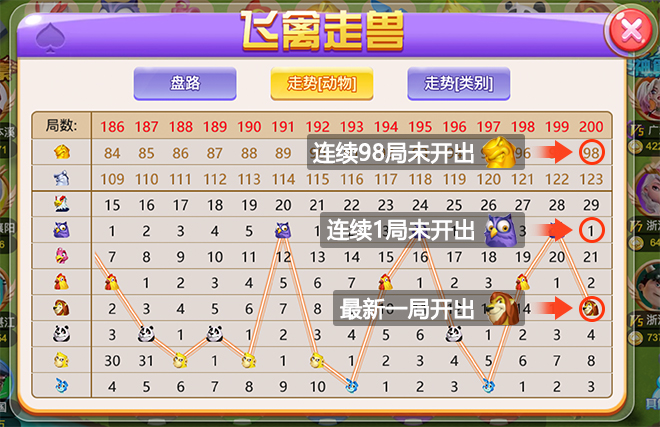 飞禽走兽
盘路 走势[动物] 走势[类别]
局数: 186 187 188 189 190 191 192 193 194 195 196 197 198 199 200
84 85 86 87 88 89 连续98局未开出 98
109 110 111 112 113 114 115 116 117 118 119 120 121 122 123
15 16 17 18 19 20 21 22 23 24 25 26 27 28 29
1 2 3 4 5 1 连续1局未开出 3 1
7 8 9 10 11 12 13 14 15 16 17 18 19 20 21
1 2 3 4 5 6 7 1 2 3 1 2
2 3 4 5 6 7 8 最新一局开出 14
3 1 1 2 3 4 5 6 1 2 3 4
30 31 1 1 1 2 3 4 5 6 7 8
4 5 6 7 8 9 10 1 2 3 1 2 3